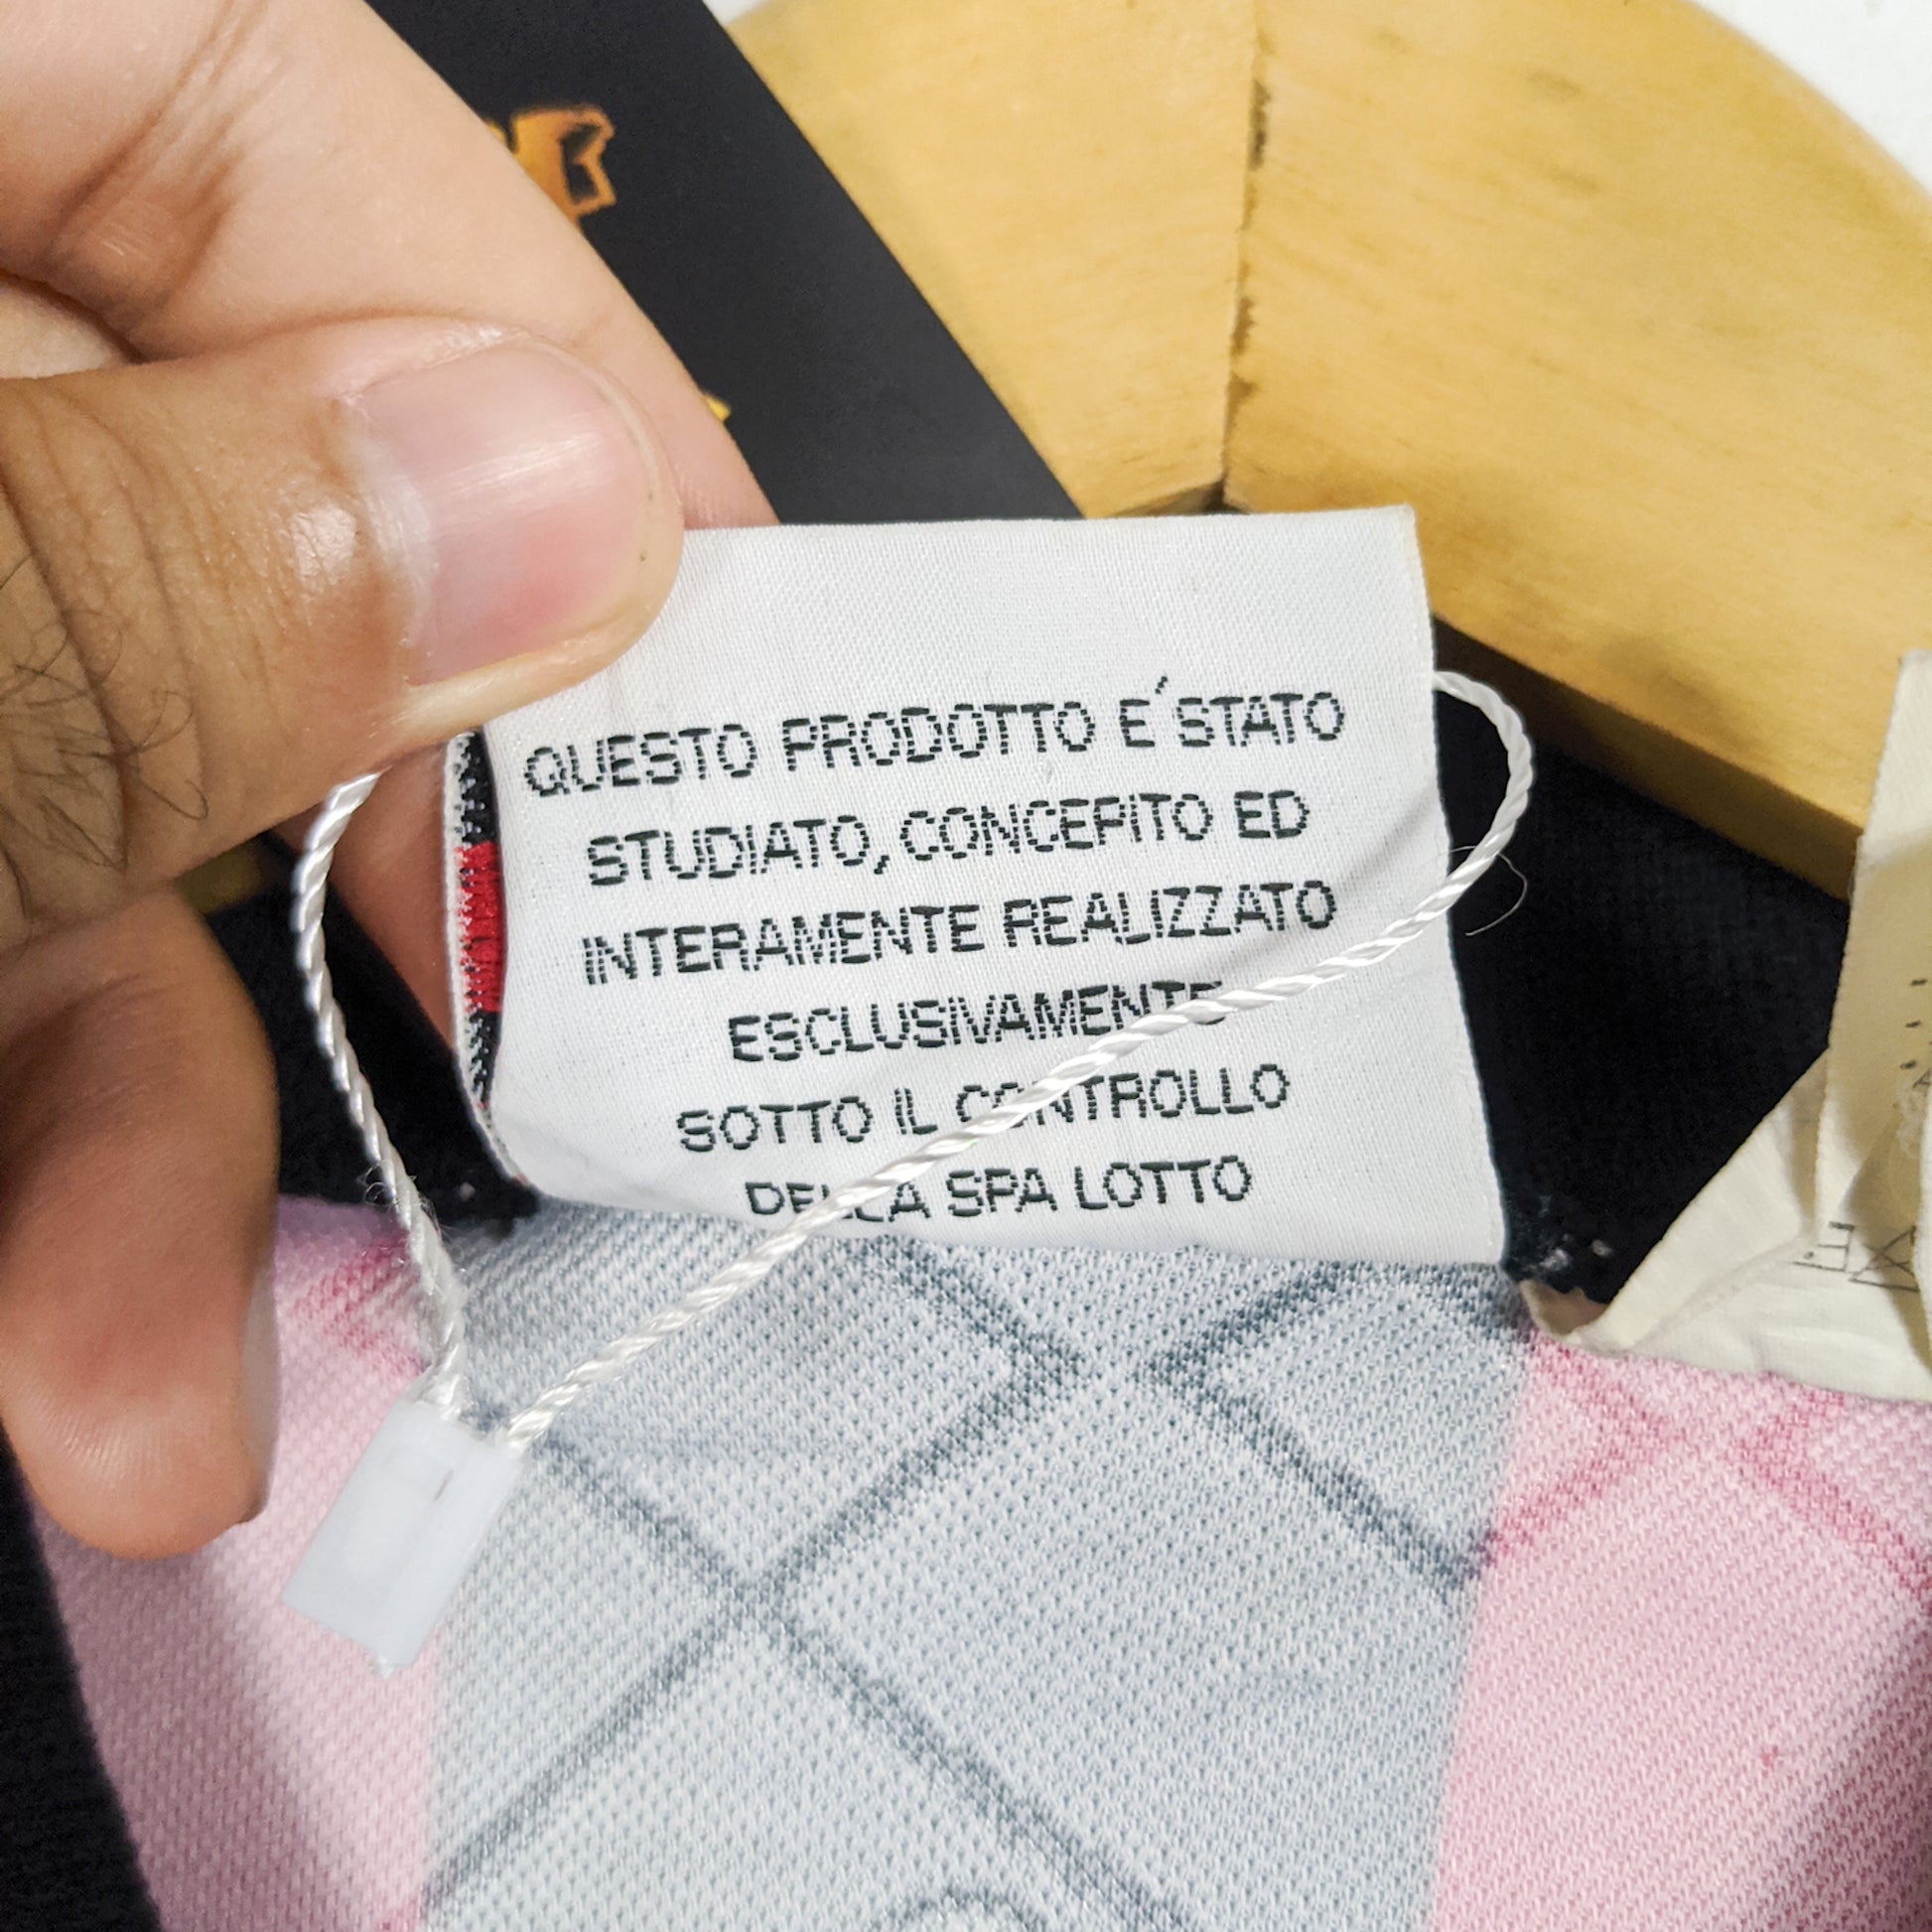 QUESTO PRODOTTO E´STATO
STUDIATO, CONCEPITO ED
INTERAMENTE REALIZZATO
ESCLUSIVAMENTE
SOTTO IL CONTROLLO
DELLA SPA LOTTO